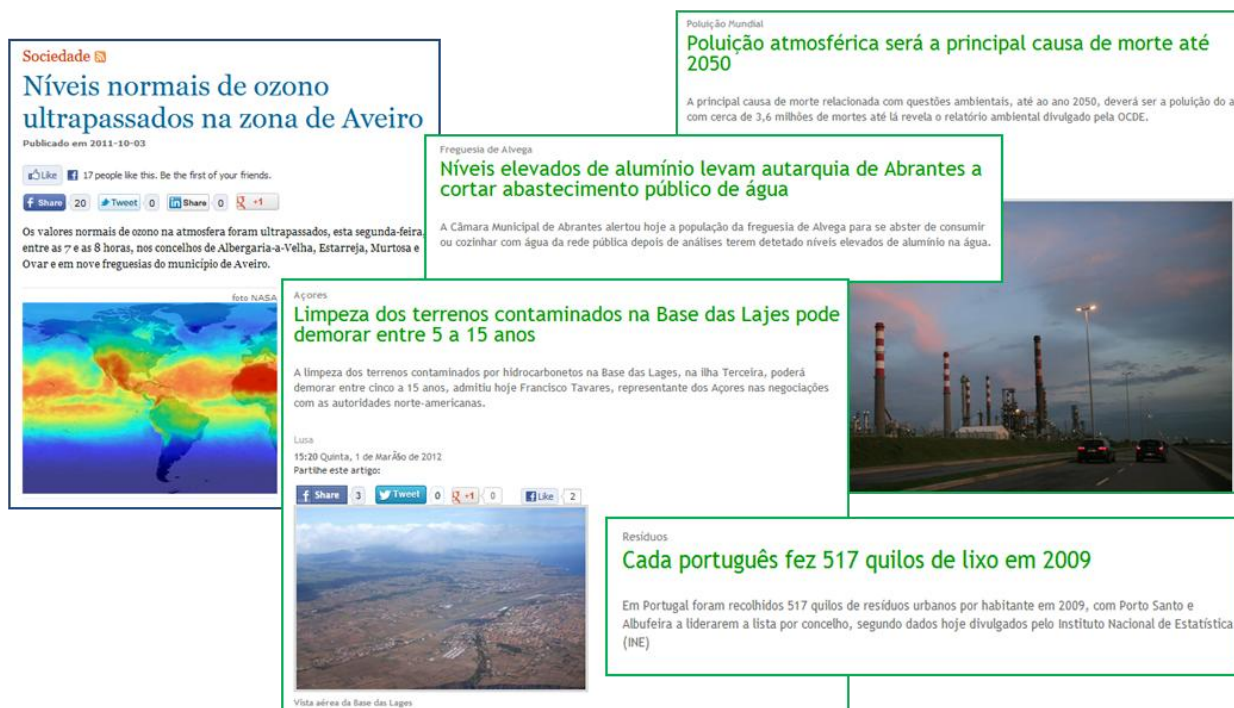 Sociedade
Níveis normais de ozono
ultrapassados na zona de Aveiro
Publicado em 2011-10-03
Like 17 people like this. Be the first of your friends.
Share 20 Tweet 0 Share 0 +1
Os valores normais de ozono na atmosfera foram ultrapassados, esta segunda-feira,
entre as 7 e as 8 horas, nos concelhos de Albergaria-a-Velha, Estarreja, Murtosa e
Ovar e em nove freguesias do município de Aveiro.
foto NASA
Poluição Mundial
Poluição atmosférica será a principal causa de morte até
2050
A principal causa de morte relacionada com questões ambientais, até ao ano 2050, deverá ser a poluição do a
com cerca de 3,6 milhões de mortes até lá revela o relatório ambiental divulgado pela OCDE.
Freguesia de Alvega
Níveis elevados de alumínio levam autarquia de Abrantes a
cortar abastecimento público de água
A Câmara Municipal de Abrantes alertou hoje a população da freguesia de Alvega para se abster de consumir
ou cozinhar com água da rede pública depois de análises terem detetado níveis elevados de alumínio na água.
Açores
Limpeza dos terrenos contaminados na Base das Lajes pode
demorar entre 5 a 15 anos
A limpeza dos terrenos contaminados por hidrocarbonetos na Base das Lages, na ilha Terceira, poderá
demorar entre cinco a 15 anos, admitiu hoje Francisco Tavares, representante dos Açores nas negociações
com as autoridades norte-americanas.
Lusa
15:20 Quinta, 1 de MarÃ§o de 2012
Partilhe este artigo:
Share 3 Tweet 0 +1 0 Like 2
Vista aérea da Base das Lages
Resíduos
Cada português fez 517 quilos de lixo em 2009
Em Portugal foram recolhidos 517 quilos de resíduos urbanos por habitante em 2009, com Porto Santo e
Albufeira a liderarem a lista por concelho, segundo dados hoje divulgados pelo Instituto Nacional de Estatística
(INE)